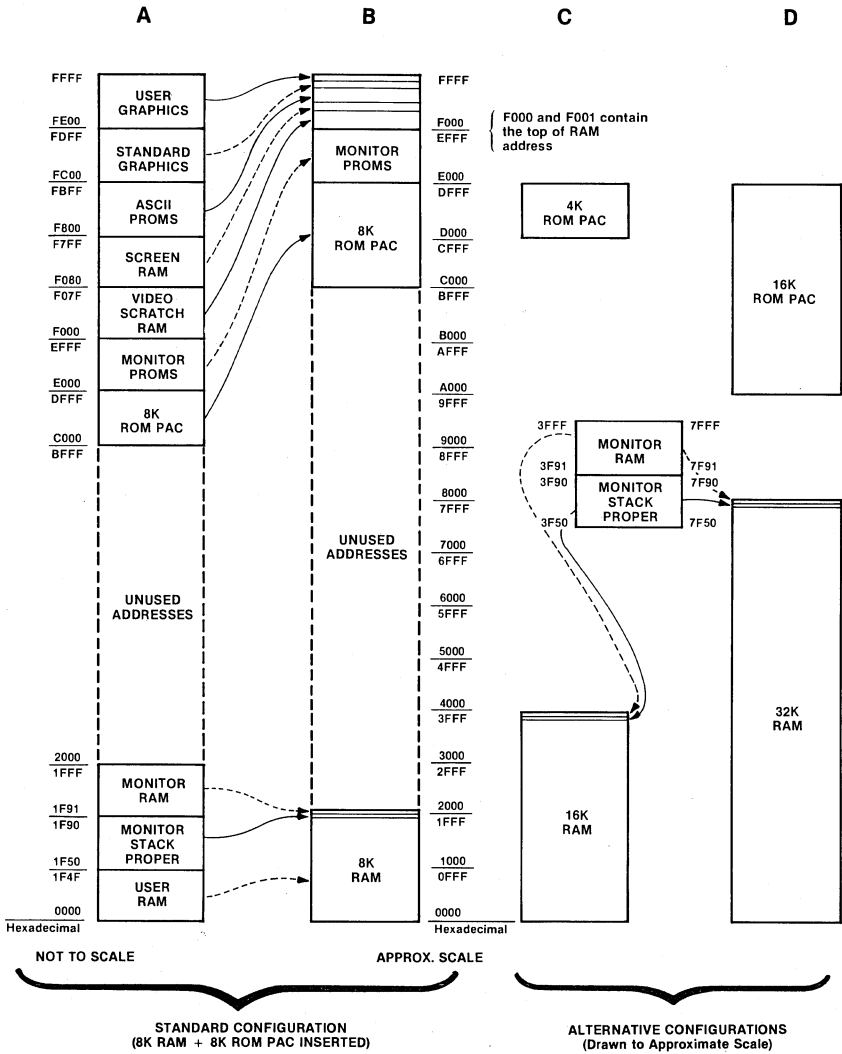 A
B
C
D
FFFF
USER
GRAPHICS
FE00
FDFF
STANDARD
GRAPHICS
FC00
FBFF
ASCII
PROMS
F800
F7FF
SCREEN
RAM
F080
F07F
VIDEO
SCRATCH
RAM
F000
EFFF
MONITOR
PROMS
E000
DFFF
8K
ROM PAC
C000
BFFF
UNUSED
ADDRESSES
2000
1FFF
MONITOR
RAM
1F91
1F90
MONITOR
STACK
PROPER
1F50
1F4F
USER
RAM
0000
Hexadecimal
NOT TO SCALE
MONITOR
PROMS
8K
ROM PAC
UNUSED
ADDRESSES
8K
RAM
FFFF
F000
EFFF
E000
DFFF
D000
CFFF
C000
BFFF
B000
AFFF
A000
9FFF
9000
8FFF
8000
7FFF
7000
6FFF
6000
5FFF
5000
4FFF
4000
3FFF
3000
2FFF
2000
1FFF
1000
0FFF
0000
Hexadecimal
APPROX. SCALE
F000 and F001 contain
the top of RAM
address
4K
ROM PAC
16K
ROM PAC
3FFF
MONITOR
RAM
7FFF
3F91
7F91
3F90
7F90
MONITOR
STACK
PROPER
3F50
7F50
16K
RAM
32K
RAM
STANDARD CONFIGURATION
(8K RAM + 8K ROM PAC INSERTED)
ALTERNATIVE CONFIGURATIONS
(Drawn to Approximate Scale)